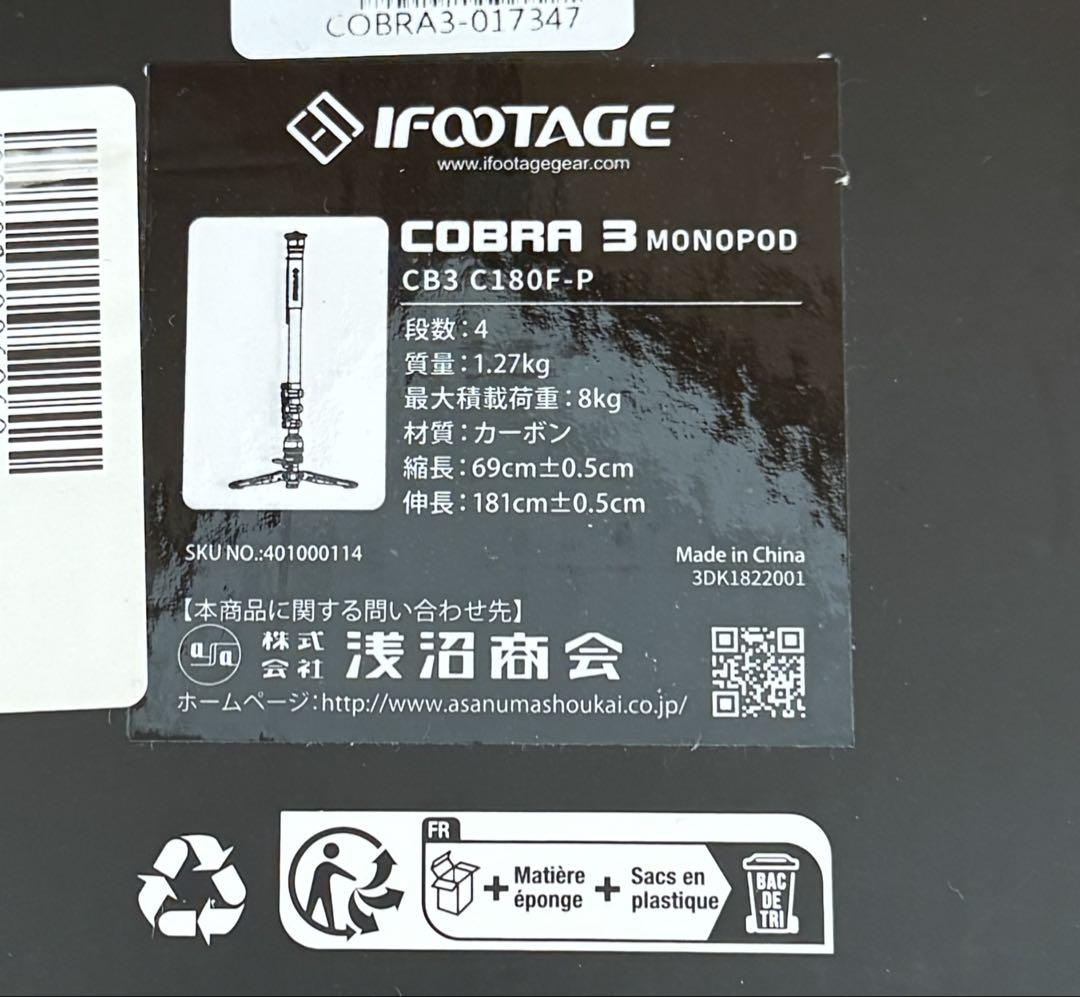 COBRA3-017347
IFOOTAGE
www.ifootagegear.com
COBRA 3 MONOPOD
CB3 C180F-P
段数：4
質量：1.27kg
最大積載荷重：8kg
材質：カーボン
縮長：69cm±0.5cm
伸長：181cm±0.5cm
SKU NO.:401000114
Made in China
3DK1822001
【本商品に関する問い合わせ先】
asa
株式会社 浅沼商会
ホームページ：http://www.asanumashoukai.co.jp/
FR
+ Matière éponge + Sacs en plastique
BAC DE TRI